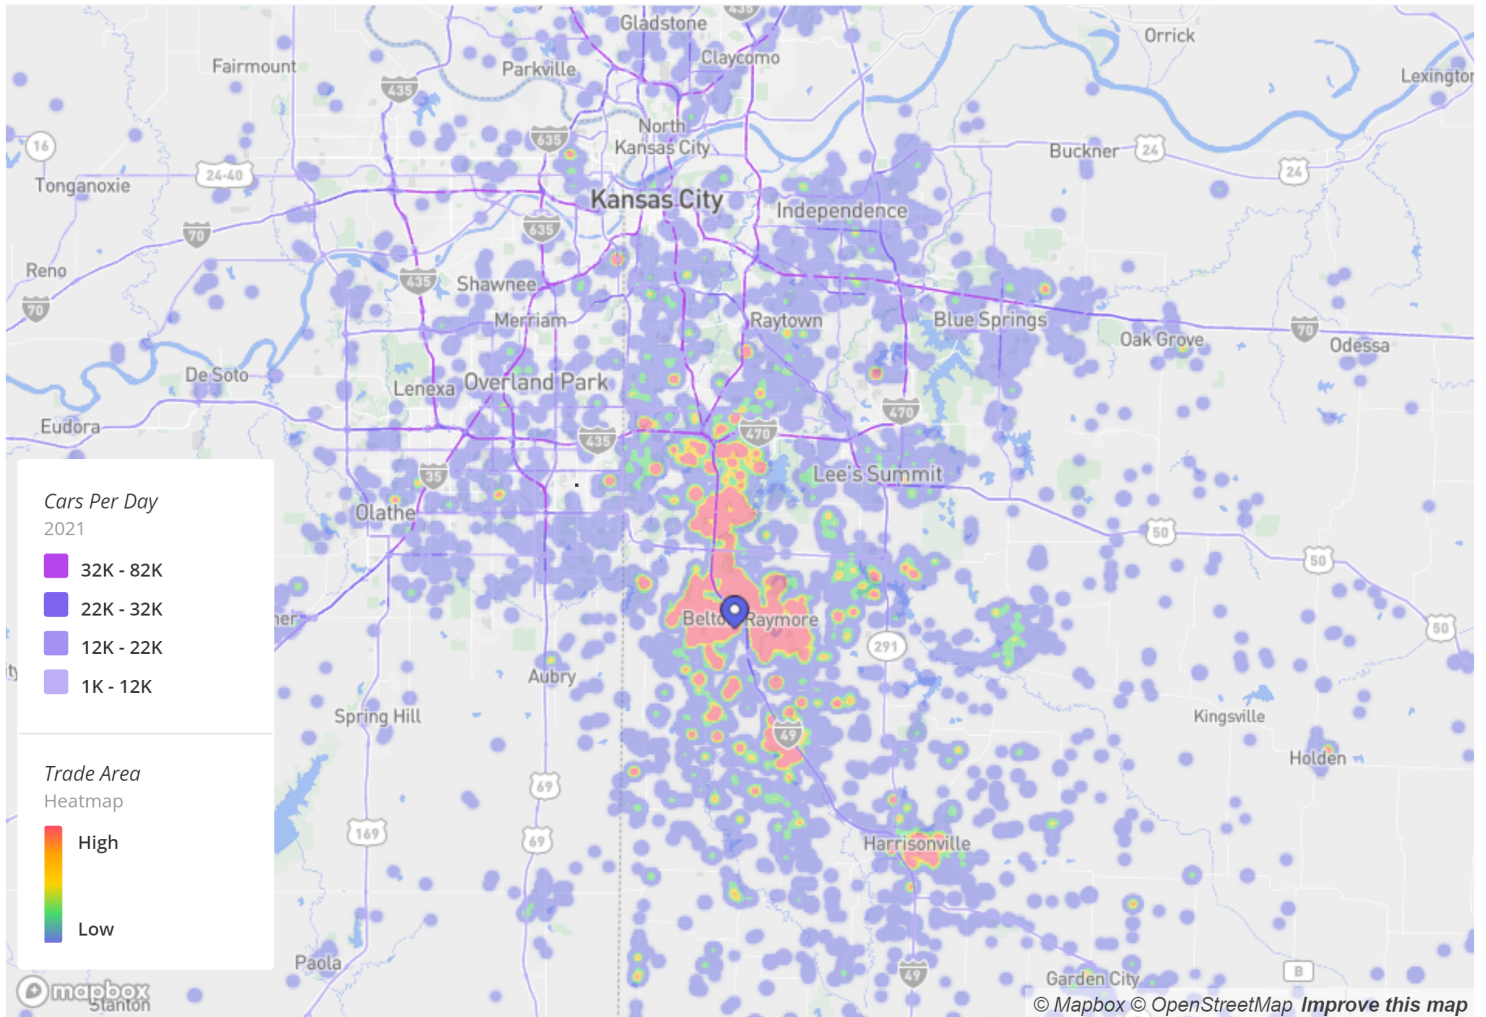 435
Gladstone
Orrick
Fairmount
Claycomo
Parkville
Lexington
435
North
Kansas City
635
16
24
Buckner
24
24-40
Tonganoxie
Kansas City
Independence
70
635
Reno
435
Shawnee
70
Merriam
Raytown
Blue Springs
70
Oak Grove
Odessa
De Soto
Lenexa
Overland Park
470
Eudora
435
470
35
Lee's Summit
Olathe
50
50
Cars Per Day
2021
32K - 82K
22K - 32K
12K - 22K
1K - 12K
Belto
Raymore
50
ner
291
Aubry
Spring Hill
Kingsville
49
Holden
Trade Area
Heatmap
High
Low
69
169
69
Harrisonville
Paola
49
Garden City
B
mapbox
Stanton
© Mapbox © OpenStreetMap Improve this map